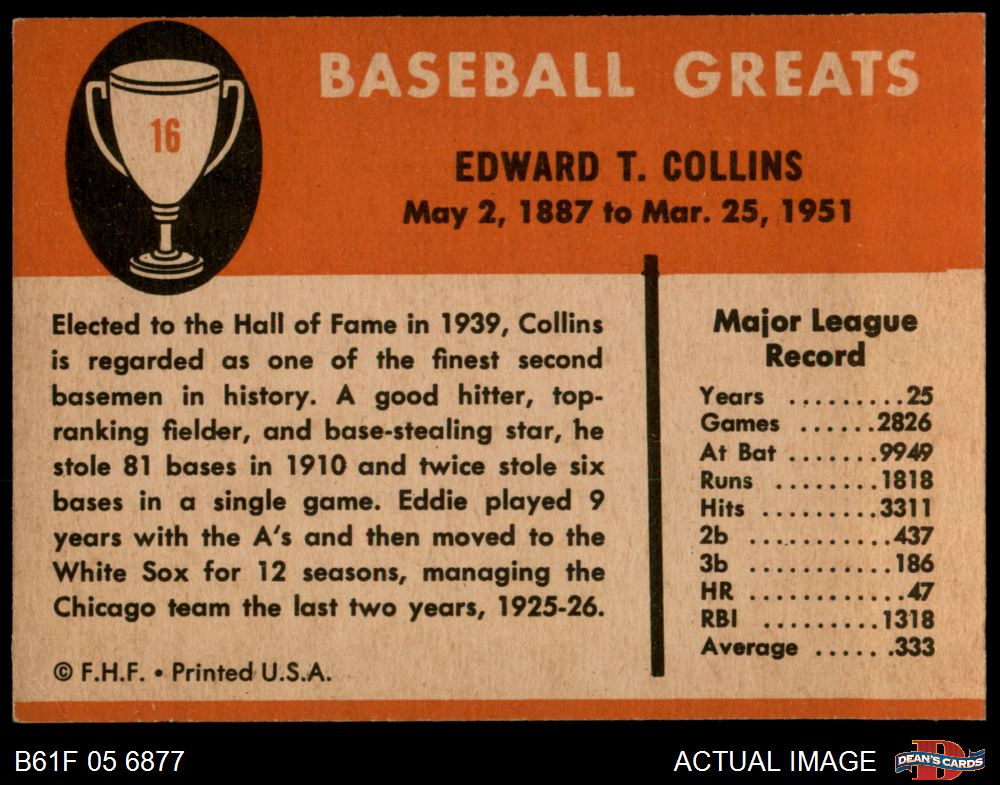 16
BASEBALL GREATS
EDWARD T. COLLINS
May 2, 1887 to Mar. 25, 1951
Elected to the Hall of Fame in 1939, Collins
is regarded as one of the finest second
basemen in history. A good hitter, top-
ranking fielder, and base-stealing star, he
stole 81 bases in 1910 and twice stole six
bases in a single game. Eddie played 9
years with the A's and then moved to the
White Sox for 12 seasons, managing the
Chicago team the last two years, 1925-26.
© F.H.F. • Printed U.S.A.
Major League
Record
Years .........25
Games ......2826
At Bat .......9949
Runs ........1818
Hits .........3311
2b ...........437
3b ...........186
HR ...........47
RBI .........1318
Average ......333
B61F 05 6877
ACTUAL IMAGE
D
DEAN'S CARDS